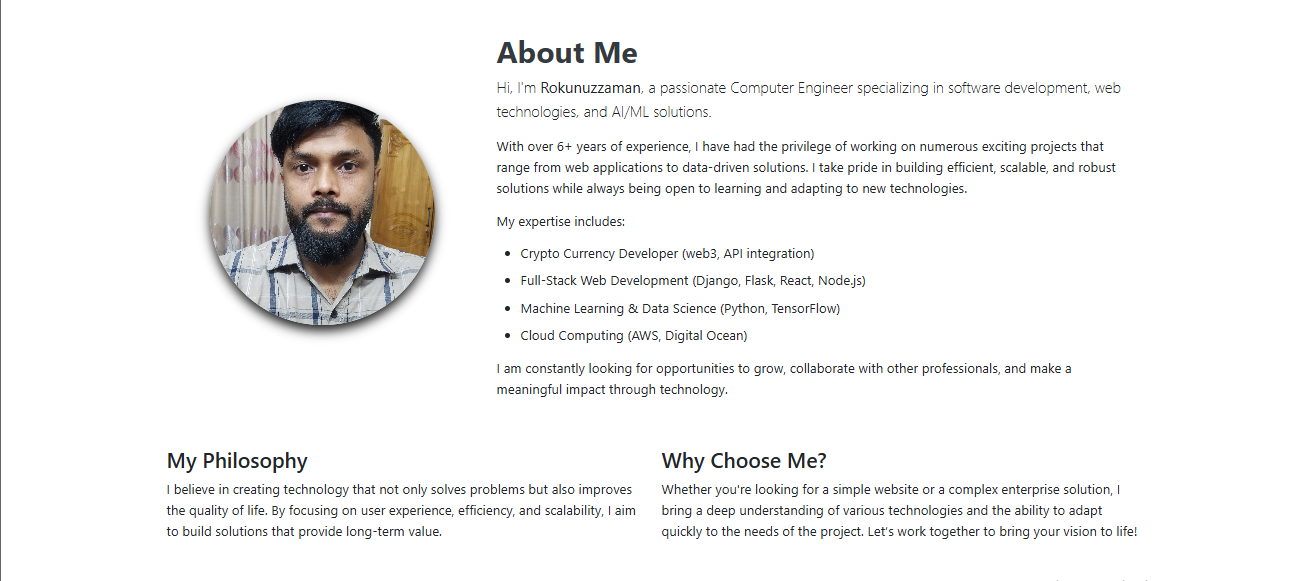 About Me
Hi, I'm Rokunuzzaman, a passionate Computer Engineer specializing in software development, web
technologies, and AI/ML solutions.
With over 6+ years of experience, I have had the privilege of working on numerous exciting projects that
range from web applications to data-driven solutions. I take pride in building efficient, scalable, and robust
solutions while always being open to learning and adapting to new technologies.
My expertise includes:
• Crypto Currency Developer (web3, API integration)
• Full-Stack Web Development (Django, Flask, React, Node.js)
• Machine Learning & Data Science (Python, TensorFlow)
• Cloud Computing (AWS, Digital Ocean)
I am constantly looking for opportunities to grow, collaborate with other professionals, and make a
meaningful impact through technology.
My Philosophy
I believe in creating technology that not only solves problems but also improves
the quality of life. By focusing on user experience, efficiency, and scalability, I aim
to build solutions that provide long-term value.
Why Choose Me?
Whether you're looking for a simple website or a complex enterprise solution, I
bring a deep understanding of various technologies and the ability to adapt
quickly to the needs of the project. Let's work together to bring your vision to life!